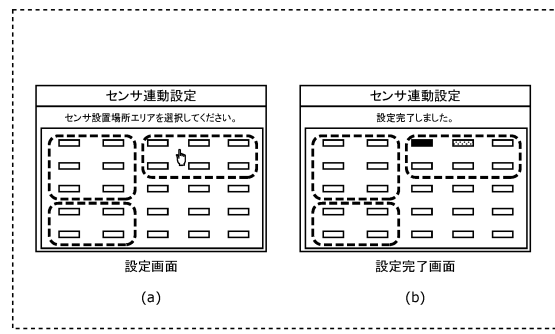 センサ連動設定
センサ設置場所エリアを選択してください。
設定画面
(a)
センサ連動設定
設定完了しました。
設定完了画面
(b)